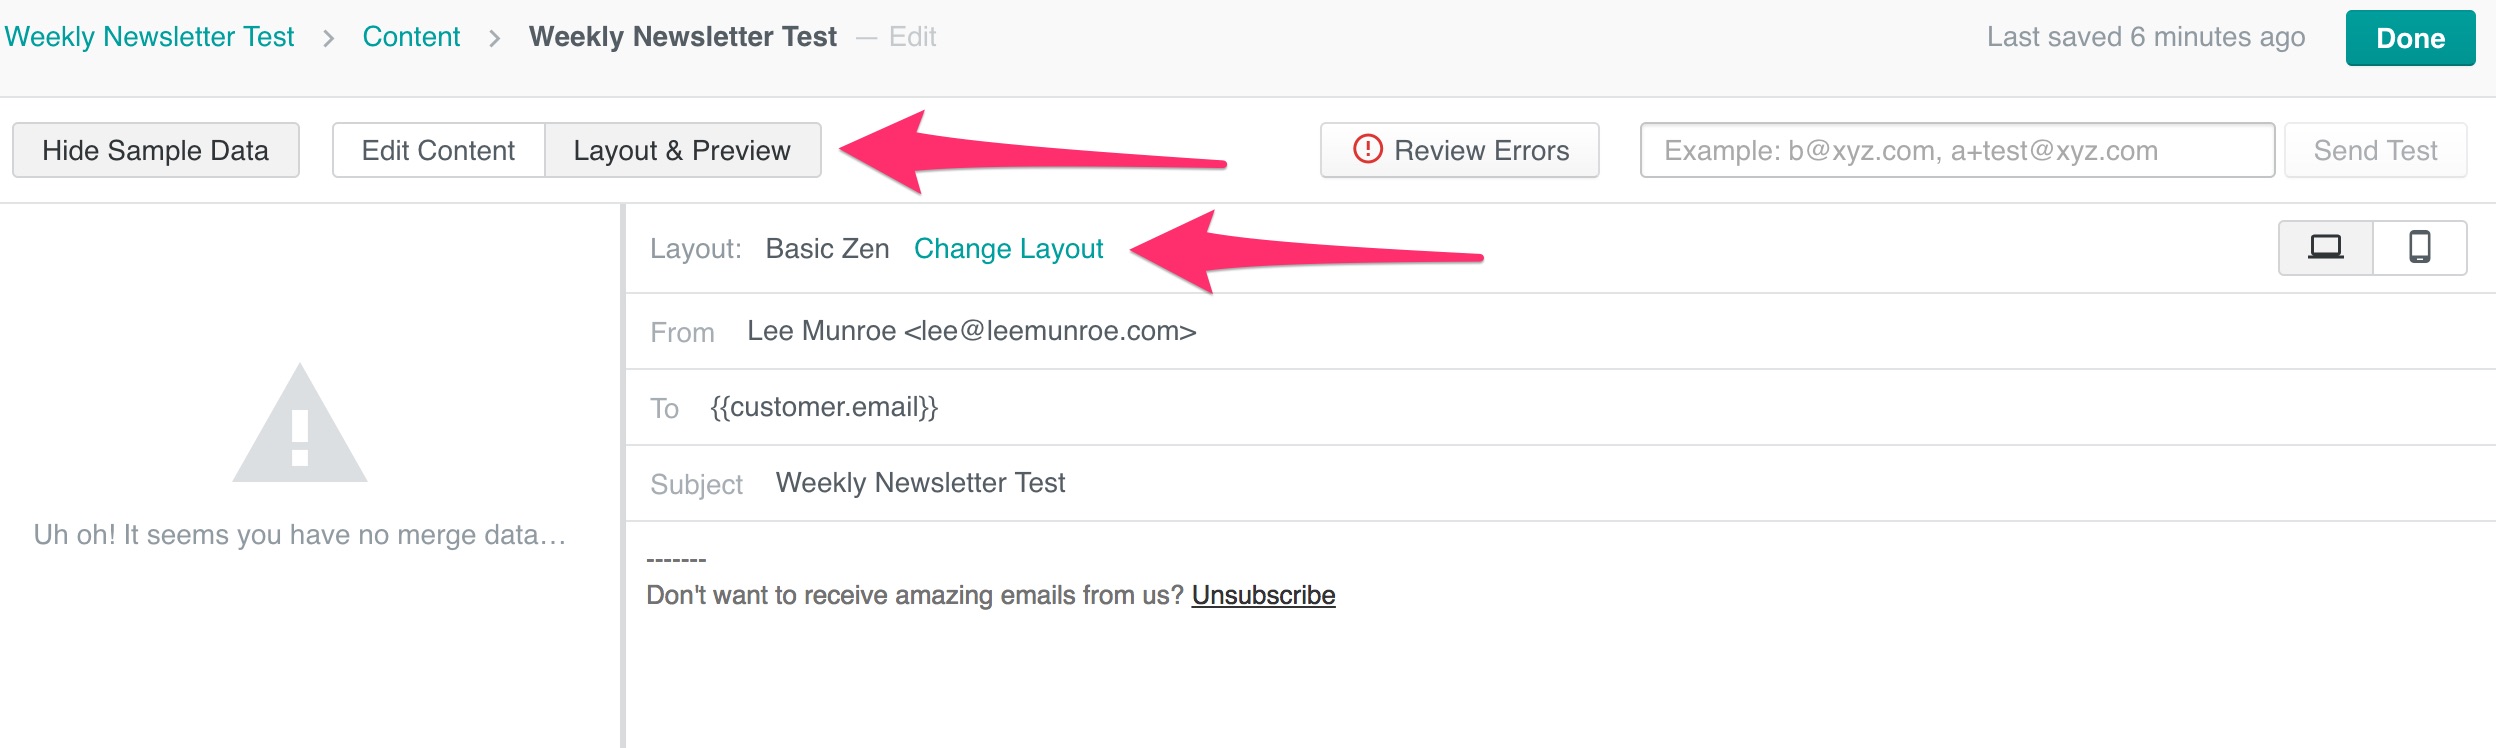 Weekly Newsletter Test > Content > Weekly Newsletter Test — Edit
Last saved 6 minutes ago
Done
Hide Sample Data
Edit Content
Layout & Preview
Review Errors
Example: b@xyz.com, a+test@xyz.com
Send Test
Layout: Basic Zen Change Layout
From Lee Munroe <lee@leemunroe.com>
To {{customer.email}}
Subject Weekly Newsletter Test
Uh oh! It seems you have no merge data...
-------
Don't want to receive amazing emails from us? Unsubscribe